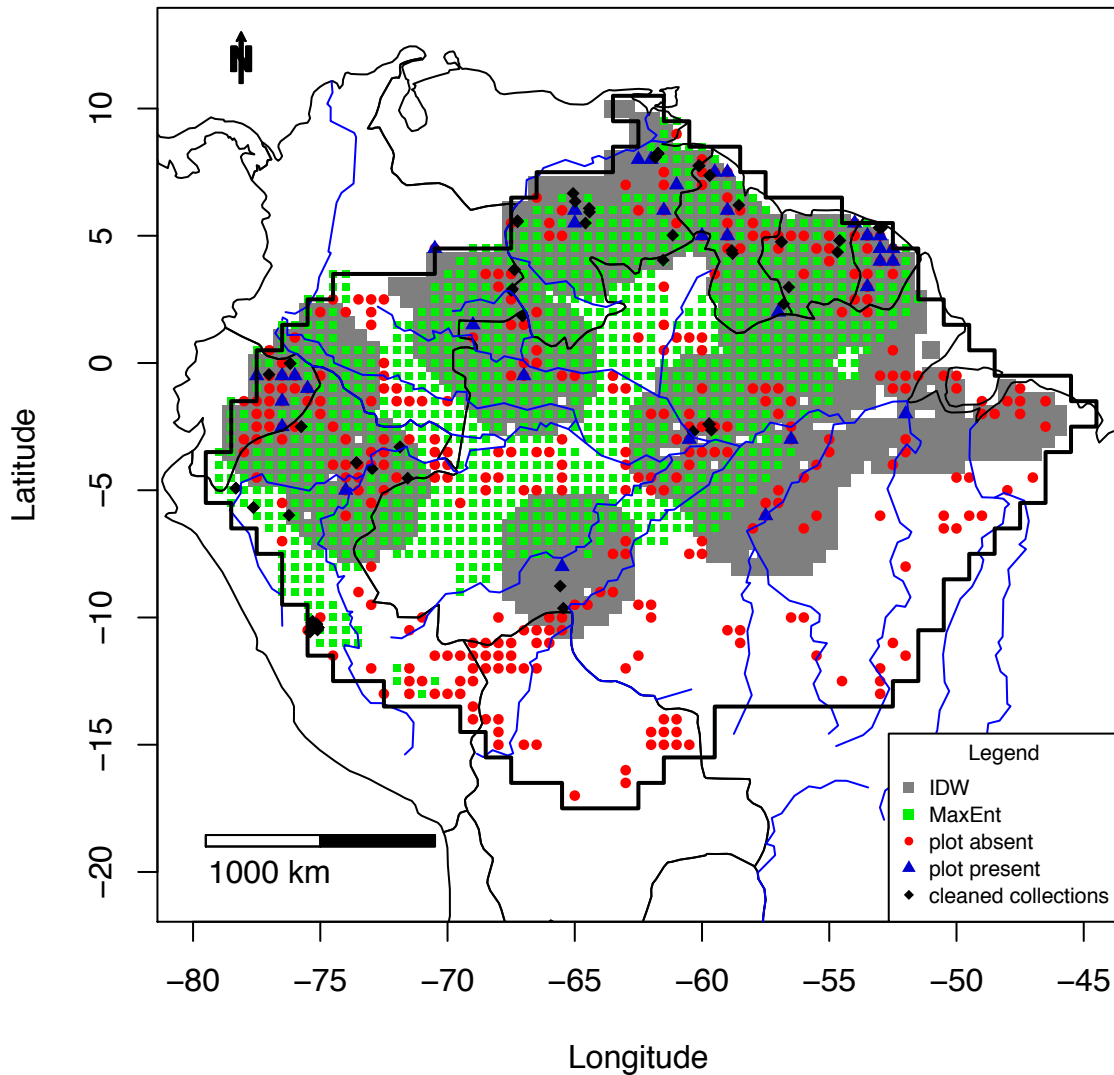 N
10
5
0
−5
−10
−15
−20
Latitude
1000 km
Legend
IDW
MaxEnt
plot absent
plot present
cleaned collections
−80 −75 −70 −65 −60 −55 −50 −45
Longitude